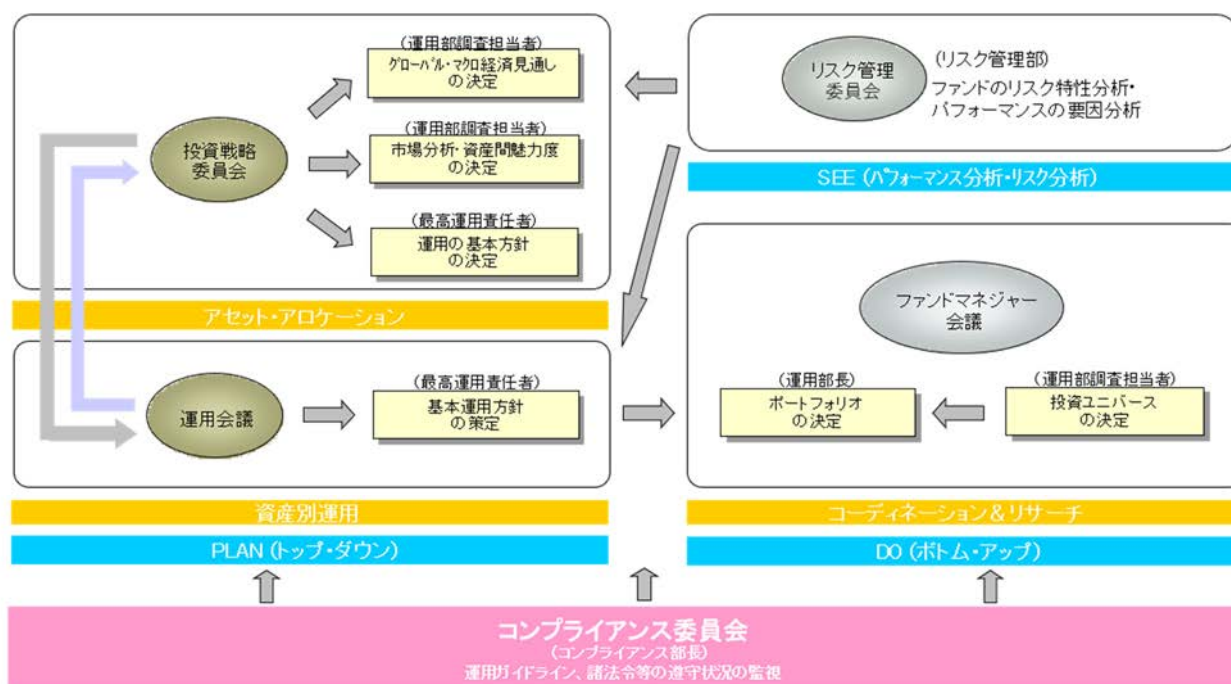 (運用部調査担当者)
グローバル・マクロ経済見通し
の決定
投資戦略
委員会
(運用部調査担当者)
市場分析・資産間魅力度
の決定
(最高運用責任者)
運用の基本方針
の決定
アセット・アロケーション
運用会議
(最高運用責任者)
基本運用方針
の策定
資産別運用
PLAN (トップ・ダウン)
リスク管理
委員会
(リスク管理部)
ファンドのリスク特性分析・
パフォーマンスの要因分析
SEE (パフォーマンス分析・リスク分析)
ファンドマネジャー
会議
(運用部長)
ポートフォリオ
の決定
(運用部調査担当者)
投資ユニバース
の決定
コーディネーション&リサーチ
DO (ボトム・アップ)
コンプライアンス委員会
(コンプライアンス部長)
運用ガイドライン、諸法令等の遵守状況の監視